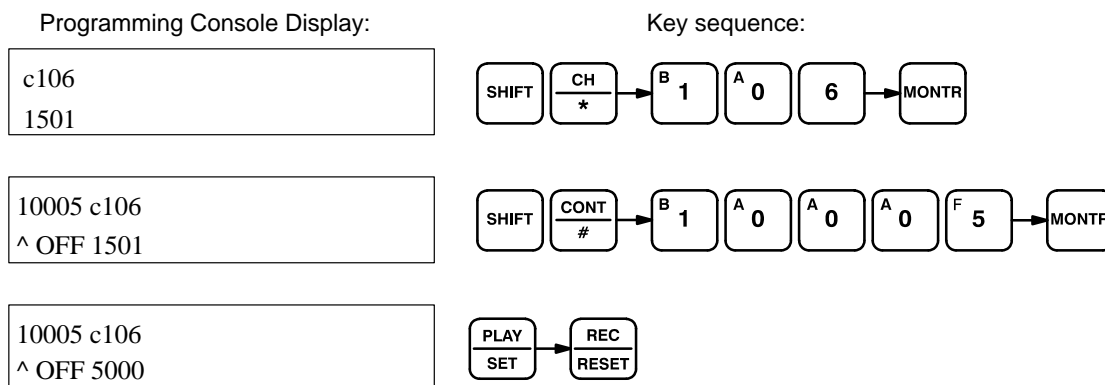 Programming Console Display: Key sequence:
c106
1501
SHIFT CH * B 1 A 0 6 MONTR
10005 c106
^ OFF 1501
SHIFT CONT # B 1 A 0 A 0 A 0 F 5 MONTR
10005 c106
^ OFF 5000
PLAY SET REC RESET